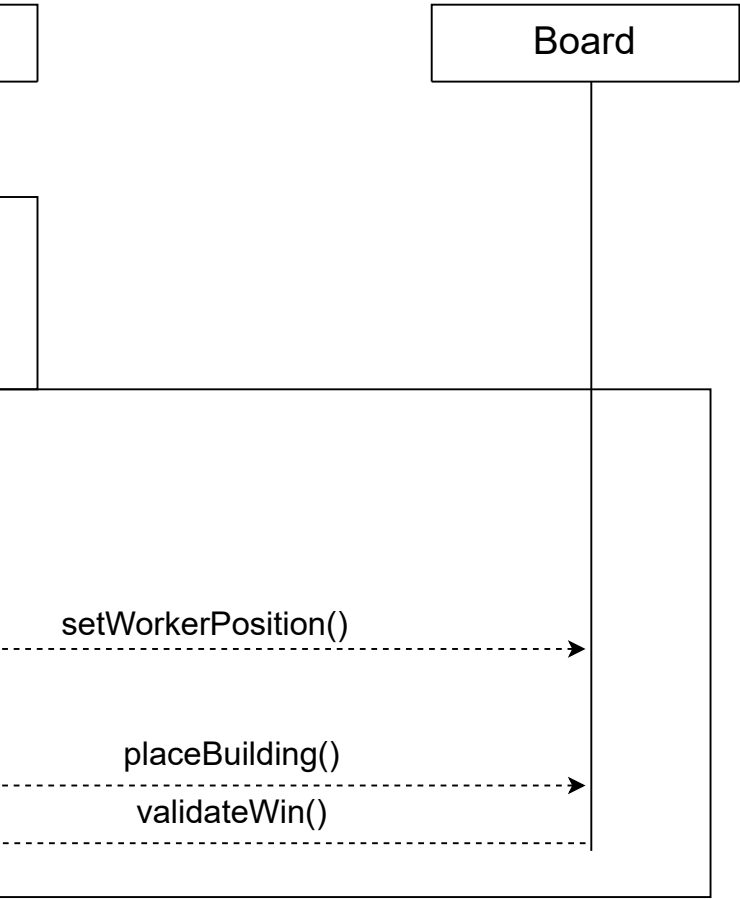 Board
setWorkerPosition()
placeBuilding()
validateWin()